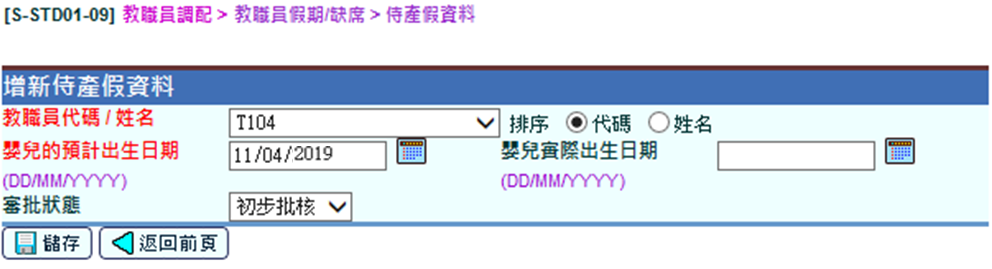 [S-STD01-09] 教職員調配 > 教職員假期/缺席 > 侍產假資料
增新侍產假資料
教職員代碼 / 姓名 T104 排序 代碼 姓名
嬰兒的預計出生日期 11/04/2019 嬰兒實際出生日期
(DD/MM/YYYY) (DD/MM/YYYY)
審批狀態 初步批核
儲存 返回前頁